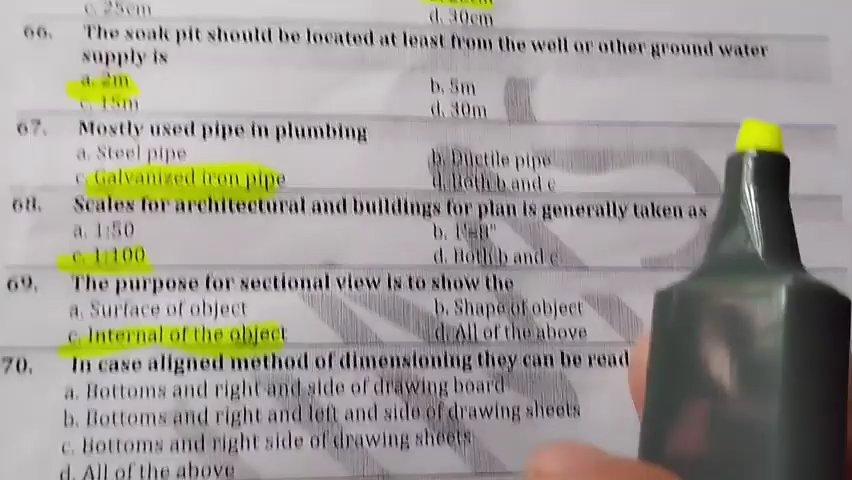 c. 25cm
d. 30cm
66. The soak pit should be located at least from the well or other ground water
supply is
a. 2m b. 5m
c. 15m d. 30m
67. Mostly used pipe in plumbing
a. Steel pipe b. Ductile pipe
c. Galvanized iron pipe d. Both b and c
68. Scales for architectural and buildings for plan is generally taken as
a. 1:50 b. 1"=8"
c. 1:100 d. Both b and c
69. The purpose for sectional view is to show the
a. Surface of object b. Shape of object
c. Internal of the object d. All of the above
70. In case aligned method of dimensioning they can be read
a. Bottoms and right and side of drawing board
b. Bottoms and right and left and side of drawing sheets
c. Bottoms and right side of drawing sheets
d. All of the above